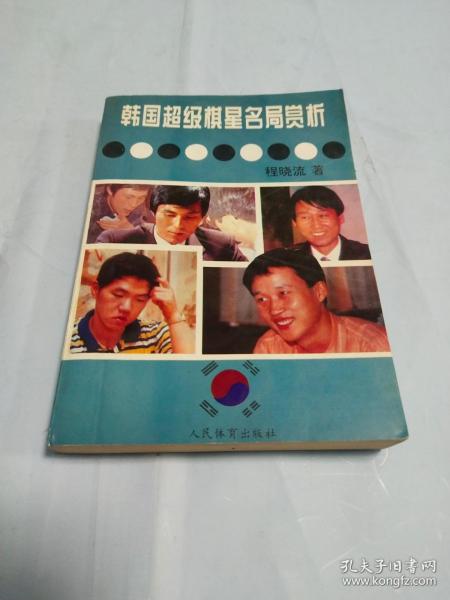 韩国超级棋星名局赏析
程晓流 著
人民体育出版社
孔夫子旧书网
www.kongfz.com